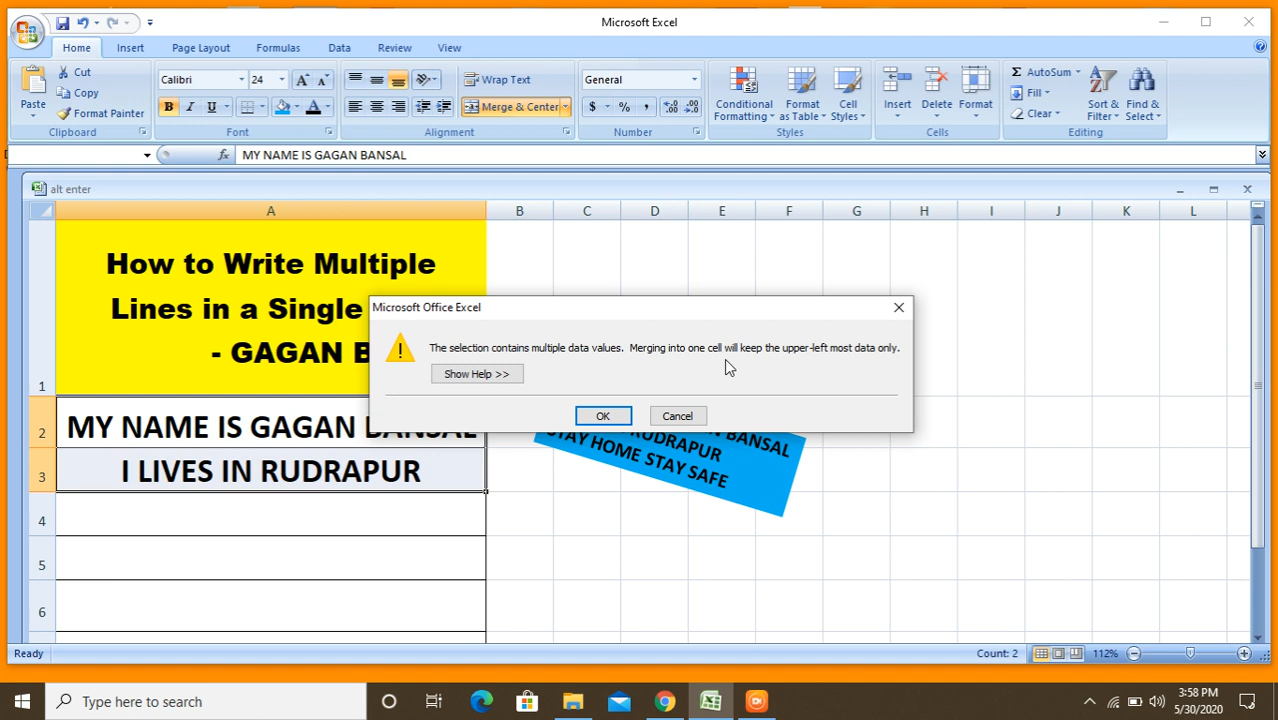 Microsoft Excel
Home Insert Page Layout Formulas Data Review View
Paste
Cut
Copy
Format Painter
Clipboard
Calibri 24
B I U
Font
Wrap Text
Merge & Center
Alignment
General
$ % ,
Number
Conditional Formatting
Format as Table
Cell Styles
Styles
Insert
Delete
Format
Cells
Σ AutoSum
Fill
Clear
Sort & Filter
Find & Select
Editing
fx MY NAME IS GAGAN BANSAL
alt enter
A B C D E F G H I J K L
1
How to Write Multiple
Lines in a Single
- GAGAN B
Microsoft Office Excel
The selection contains multiple data values. Merging into one cell will keep the upper-left most data only.
Show Help >>
OK Cancel
2 MY NAME IS GAGAN BANSAL
3 I LIVES IN RUDRAPUR
BANSAL
RUDRAPUR
STAY HOME STAY SAFE
4
5
6
Ready
Count: 2
112%
Type here to search
3:58 PM
5/30/2020